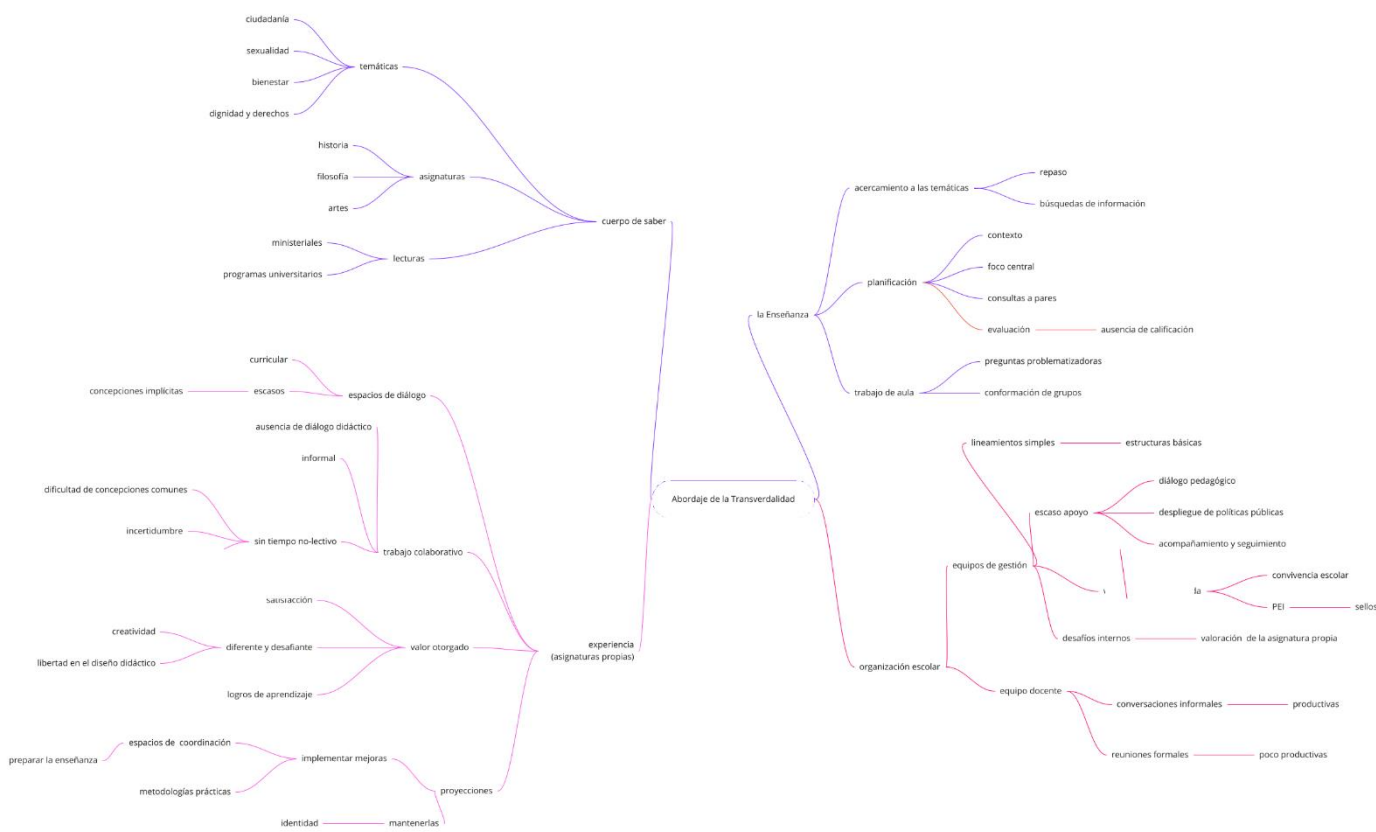 ciudadanía
sexualidad
bienestar
dignidad y derechos
temáticas
historia
filosofía
artes
asignaturas
ministeriales
programas universitarios
lecturas
cuerpo de saber
curricular
concepciones implícitas
escasos
espacios de diálogo
ausencia de diálogo didáctico
informal
dificultad de concepciones comunes
incertidumbre
sin tiempo no-lectivo
trabajo colaborativo
satisfacción
creatividad
libertad en el diseño didáctico
diferente y desafiante
valor otorgado
logros de aprendizaje
experiencia
(asignaturas propias)
espacios de coordinación
preparar la enseñanza
implementar mejoras
metodologías prácticas
proyecciones
identidad
mantenerlas
Abordaje de la Transverdalidad
la Enseñanza
acercamiento a las temáticas
repaso
búsquedas de información
planificación
contexto
foco central
consultas a pares
evaluación
ausencia de calificación
trabajo de aula
preguntas problematizadoras
conformación de grupos
organización escolar
equipos de gestión
lineamientos simples
estructuras básicas
escaso apoyo
diálogo pedagógico
despliegue de políticas públicas
acompañamiento y seguimiento
convivencia escolar
PEI
sellos
desafíos internos
valoración de la asignatura propia
equipo docente
conversaciones informales
productivas
reuniones formales
poco productivas